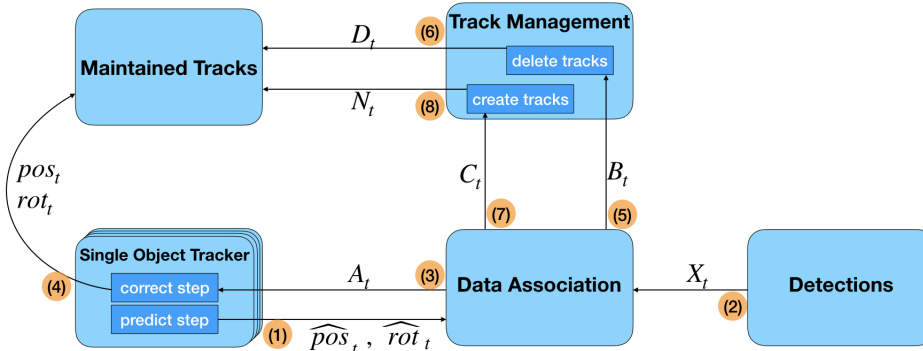 Track Management
(6)
D_t
delete tracks
Maintained Tracks
N_t
(8)
create tracks
pos_t
rot_t
C_t
B_t
(7)
(5)
Single Object Tracker
(4)
correct step
A_t
(3)
Data Association
X_t
(2)
Detections
predict step
(1)
\widehat{pos}_t , \widehat{rot}_t